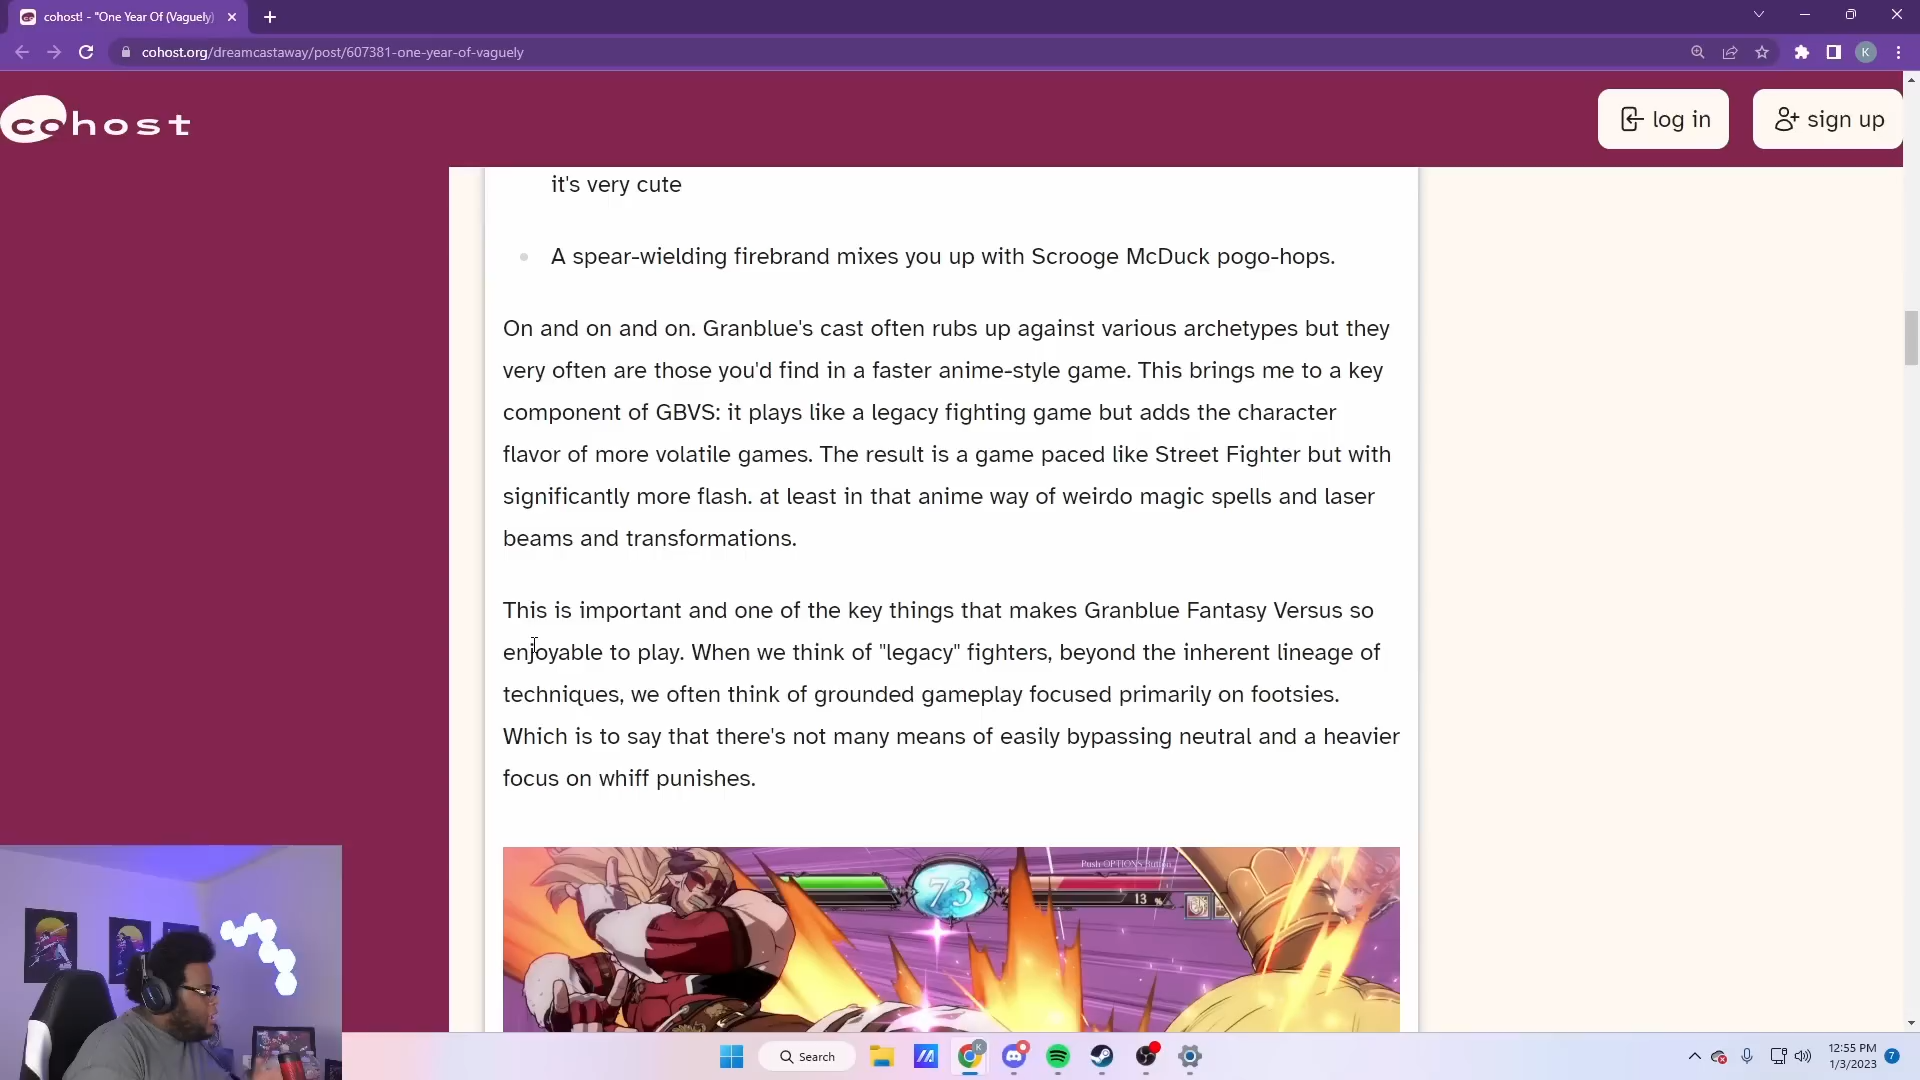 cohost! - "One Year Of (Vaguely)
cohost.org/dreamcastaway/post/607381-one-year-of-vaguely
K
cohost
log in
sign up
it's very cute
A spear-wielding firebrand mixes you up with Scrooge McDuck pogo-hops.
On and on and on. Granblue's cast often rubs up against various archetypes but they
very often are those you'd find in a faster anime-style game. This brings me to a key
component of GBVS: it plays like a legacy fighting game but adds the character
flavor of more volatile games. The result is a game paced like Street Fighter but with
significantly more flash. at least in that anime way of weirdo magic spells and laser
beams and transformations.
This is important and one of the key things that makes Granblue Fantasy Versus so
enjoyable to play. When we think of "legacy" fighters, beyond the inherent lineage of
techniques, we often think of grounded gameplay focused primarily on footsies.
Which is to say that there's not many means of easily bypassing neutral and a heavier
focus on whiff punishes.
Push OPTIONS Button
73
13 %
Search
12:55 PM
1/3/2023
7